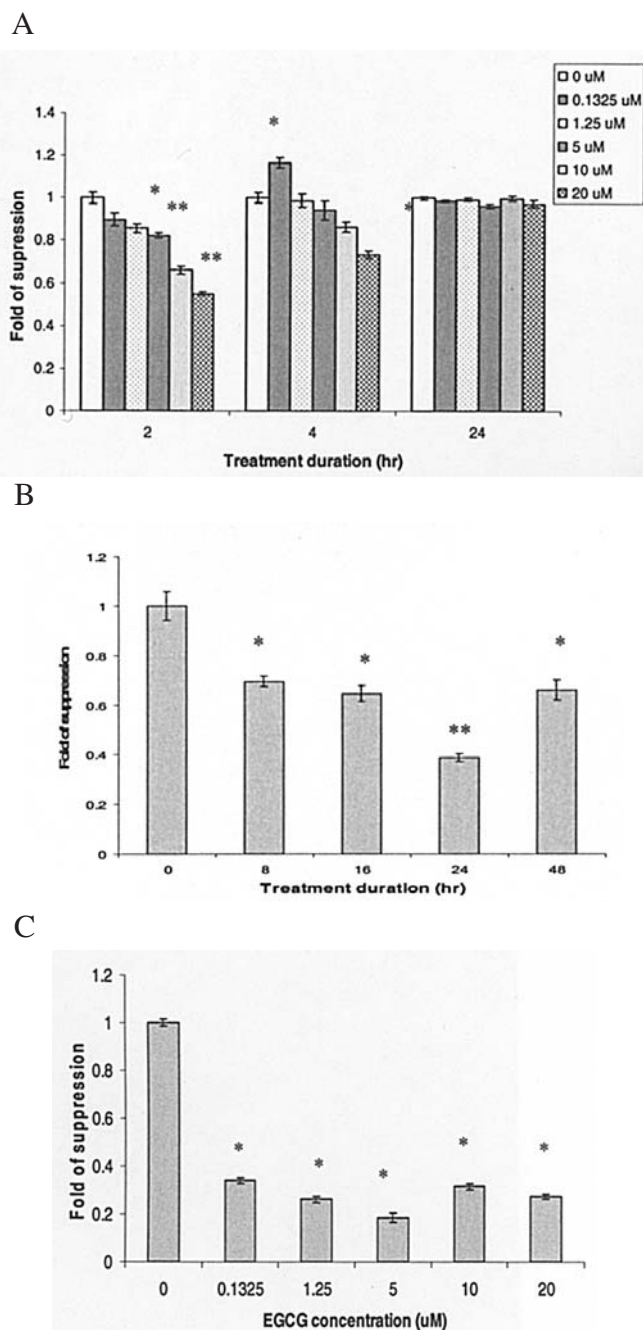 A
0 uM
0.1325 uM
1.25 uM
5 uM
10 uM
20 uM
1.4
1.2
1
0.8
0.6
0.4
0.2
0
Fold of supression
*
**
**
*
*
2 4 24
Treatment duration (hr)
B
1.2
1
0.8
0.6
0.4
0.2
0
Fold of suppression
*
*
**
*
0 8 16 24 48
Treatment duration (hr)
C
1.2
1
0.8
0.6
0.4
0.2
0
Fold of suppression
*
*
*
*
*
0 0.1325 1.25 5 10 20
EGCG concentration (uM)